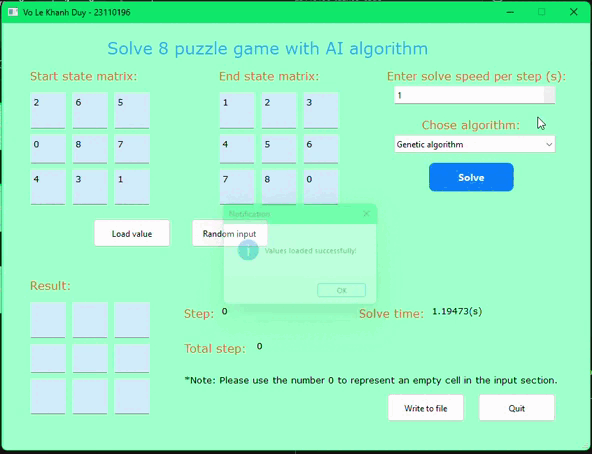 Vo Le Khanh Duy - 23110196
Solve 8 puzzle game with AI algorithm
Start state matrix:
End state matrix:
Enter solve speed per step (s):
2 6 5
1 2 3
1
0 8 7
4 5 6
Chose algorithm:
Genetic algorithm
4 3 1
7 8 0
Solve
Notification
Load value
Random input
Values loaded successfully!
OK
Result:
Step: 0
Solve time: 1.19473(s)
Total step: 0
*Note: Please use the number 0 to represent an empty cell in the input section.
Write to file
Quit